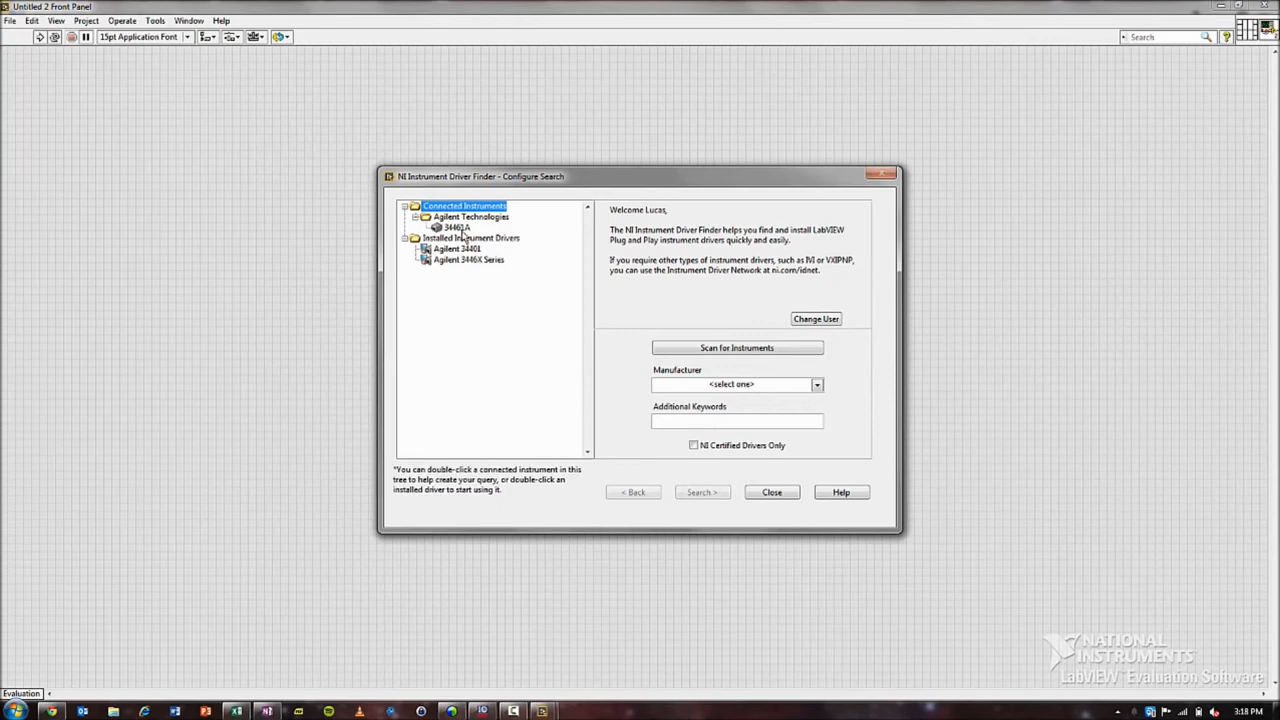 Untitled 2 Front Panel
File Edit View Project Operate Tools Window Help
15pt Application Font
Search
NI Instrument Driver Finder - Configure Search
Connected Instruments
Agilent Technologies
34461A
Installed Instrument Drivers
Agilent 34401
Agilent 3446X Series
Welcome Lucas,
The NI Instrument Driver Finder helps you find and install LabVIEW
Plug and Play instrument drivers quickly and easily.
If you require other types of instrument drivers, such as IVI or VXIPNP,
you can use the Instrument Driver Network at ni.com/idnet.
Change User
Scan for Instruments
Manufacturer
<select one>
Additional Keywords
NI Certified Drivers Only
*You can double-click a connected instrument in this
tree to help create your query, or double-click an
installed driver to start using it.
< Back Search > Close Help
NATIONAL
INSTRUMENTS
LabVIEW™ Evaluation Software
Evaluation
3:18 PM